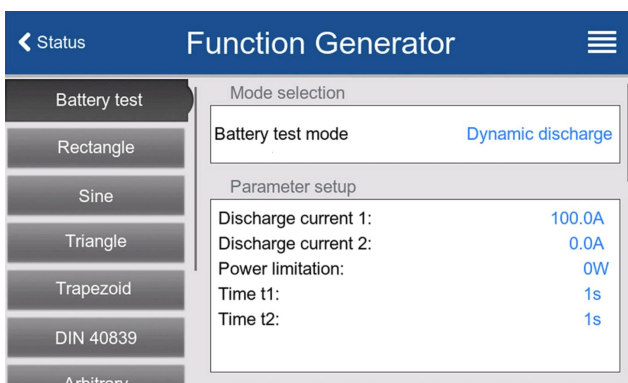 Status
Function Generator
Battery test
Rectangle
Sine
Triangle
Trapezoid
DIN 40839
Arbitrary
Mode selection
Battery test mode Dynamic discharge
Parameter setup
Discharge current 1: 100.0A
Discharge current 2: 0.0A
Power limitation: 0W
Time t1: 1s
Time t2: 1s